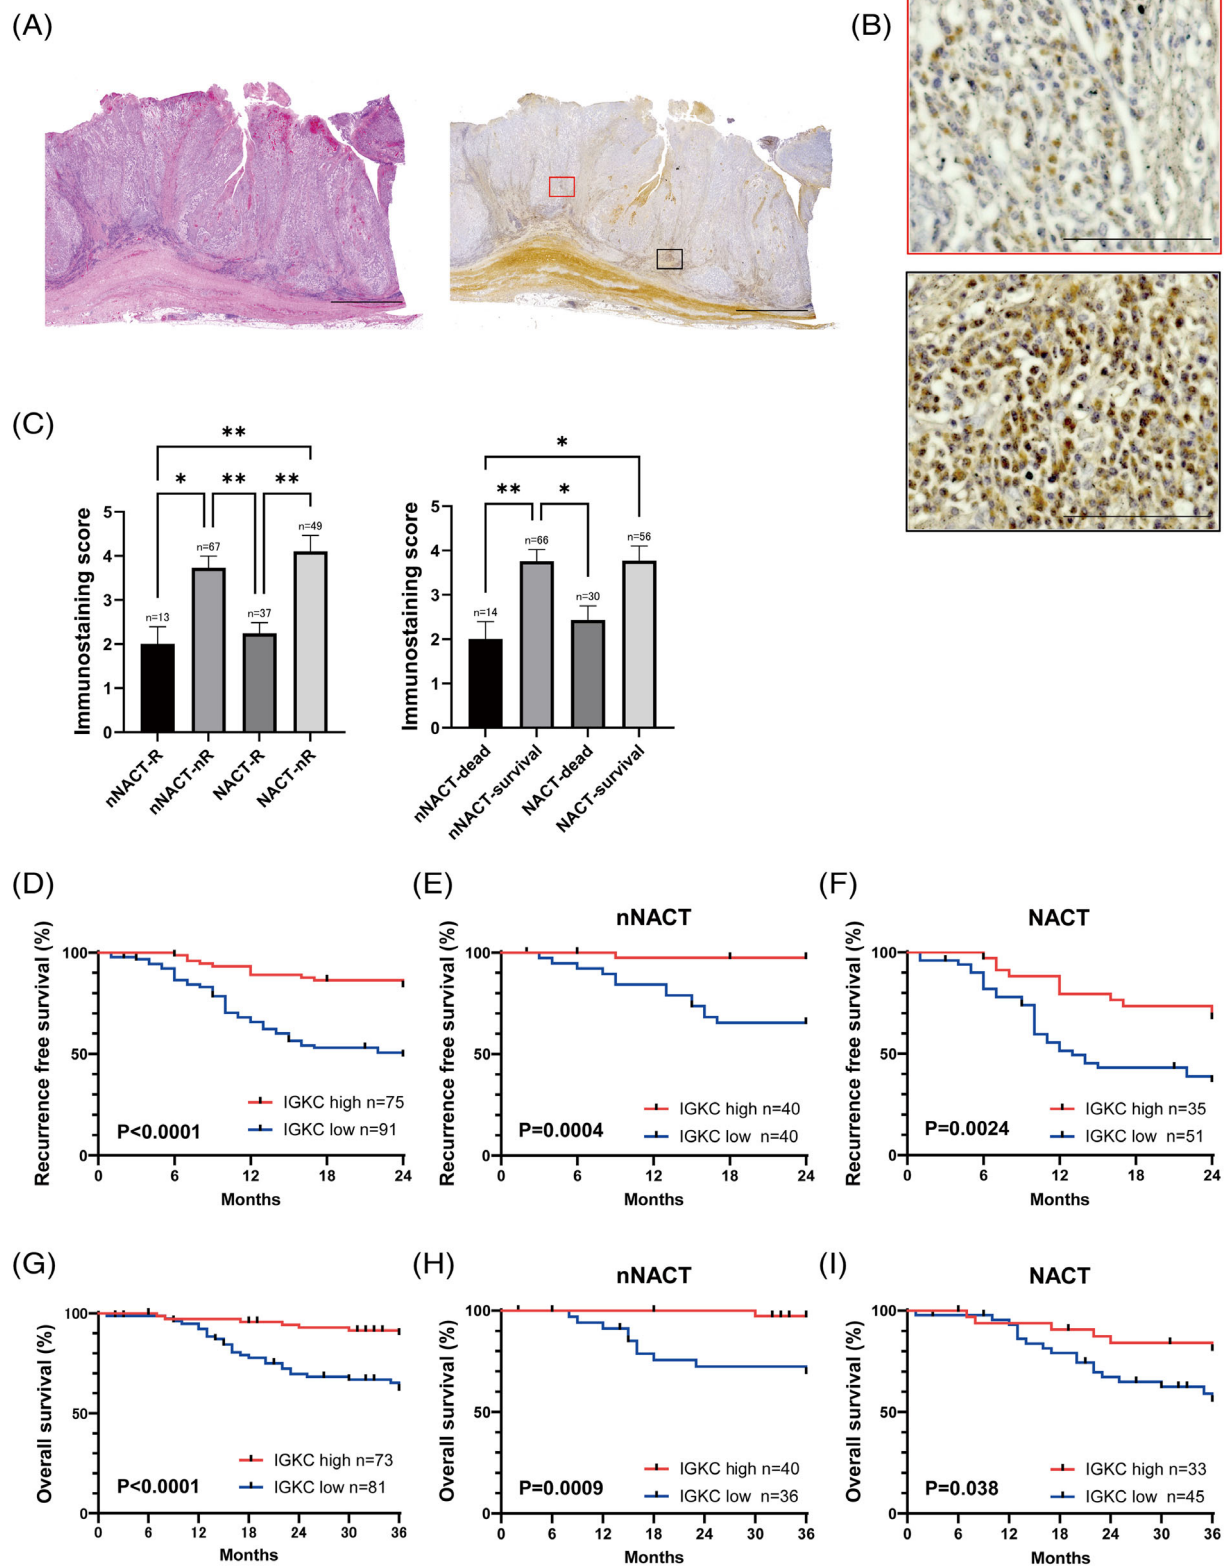 (A)
(B)
(C)
Immunostaining score
5
4
3
2
1
0
** 
* ** **
n=13
n=67
n=37
n=49
nNACT-R
nNACT-nR
NACT-R
NACT-nR
Immunostaining score
5
4
3
2
1
0
*
** *
n=14
n=66
n=30
n=56
nNACT-dead
nNACT-survival
NACT-dead
NACT-survival
(D)
Recurrence free survival (%)
100
50
0
IGKC high n=75
IGKC low n=91
P<0.0001
0 6 12 18 24
Months
(E)
nNACT
Recurrence free survival (%)
100
50
0
IGKC high n=40
IGKC low n=40
P=0.0004
0 6 12 18 24
Months
(F)
NACT
Recurrence free survival (%)
100
50
0
IGKC high n=35
IGKC low n=51
P=0.0024
0 6 12 18 24
Months
(G)
Overall survival (%)
100
50
0
IGKC high n=73
IGKC low n=81
P<0.0001
0 6 12 18 24 30 36
Months
(H)
nNACT
Overall survival (%)
100
50
0
IGKC high n=40
IGKC low n=36
P=0.0009
0 6 12 18 24 30 36
Months
(I)
NACT
Overall survival (%)
100
50
0
IGKC high n=33
IGKC low n=45
P=0.038
0 6 12 18 24 30 36
Months